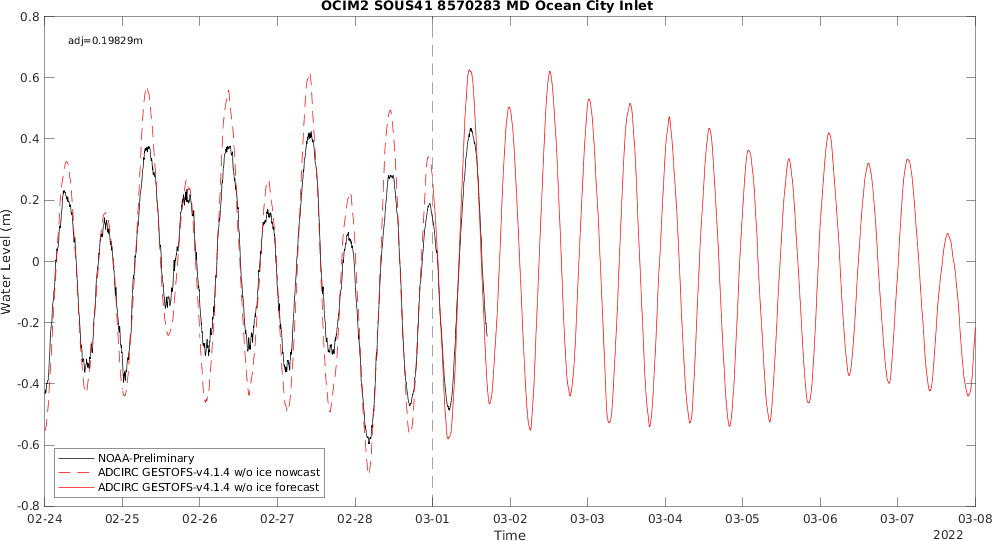 OCIM2 SOUS41 8570283 MD Ocean City Inlet
adj=0.19829m
0.8
0.6
0.4
0.2
0
-0.2
-0.4
-0.6
-0.8
Water Level (m)
NOAA-Preliminary
ADCIRC GESTOFS-v4.1.4 w/o ice nowcast
ADCIRC GESTOFS-v4.1.4 w/o ice forecast
02-24 02-25 02-26 02-27 02-28 03-01 03-02 03-03 03-04 03-05 03-06 03-07 03-08
Time
2022